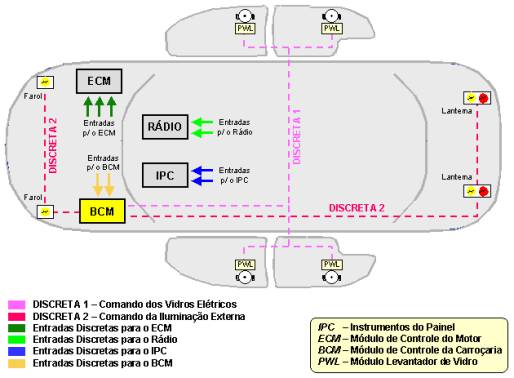 PWL
PWL
ECM
Farol
Entradas
p/ o ECM
RÁDIO
Entradas
p/ o Rádio
DISCRETA 1
Lanterna
DISCRETA 2
Entradas
p/ o BCM
IPC
Entradas
p/ o IPC
Lanterna
Farol
BCM
DISCRETA 2
PWL
PWL
DISCRETA 1 – Comando dos Vidros Elétricos
DISCRETA 2 – Comando da Iluminação Externa
Entradas Discretas para o ECM
Entradas Discretas para o Rádio
Entradas Discretas para o IPC
Entradas Discretas para o BCM
IPC – Instrumentos do Painel
ECM – Módulo de Controle do Motor
BCM – Módulo de Controle da Carroçaria
PWL – Módulo Levantador de Vidro